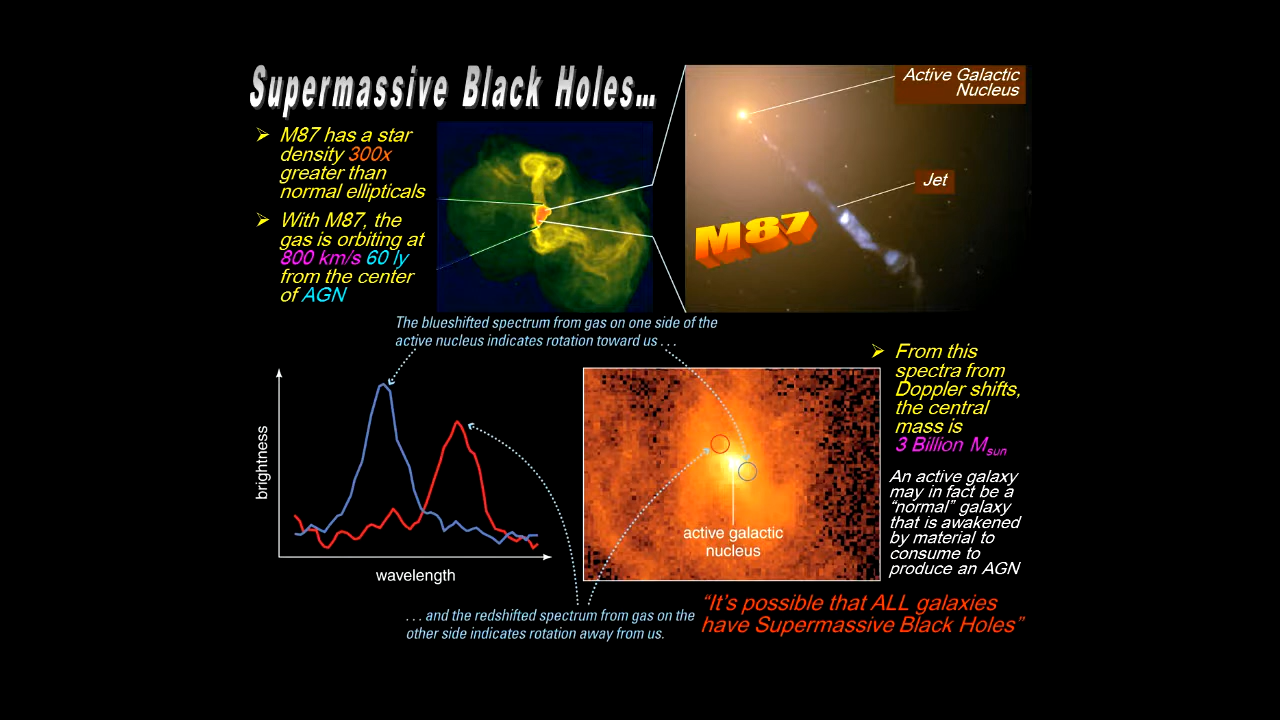 Supermassive Black Holes...
M87 has a star
density 300x
greater than
normal ellipticals
With M87, the
gas is orbiting at
800 km/s 60 ly
from the center
of AGN
Active Galactic
Nucleus
Jet
M87
The blueshifted spectrum from gas on one side of the
active nucleus indicates rotation toward us . . .
brightness
wavelength
active galactic
nucleus
From this
spectra from
Doppler shifts,
the central
mass is
3 Billion Msun
An active galaxy
may in fact be a
“normal” galaxy
that is awakened
by material to
consume to
produce an AGN
. . . and the redshifted spectrum from gas on the
other side indicates rotation away from us.
“It’s possible that ALL galaxies
have Supermassive Black Holes”